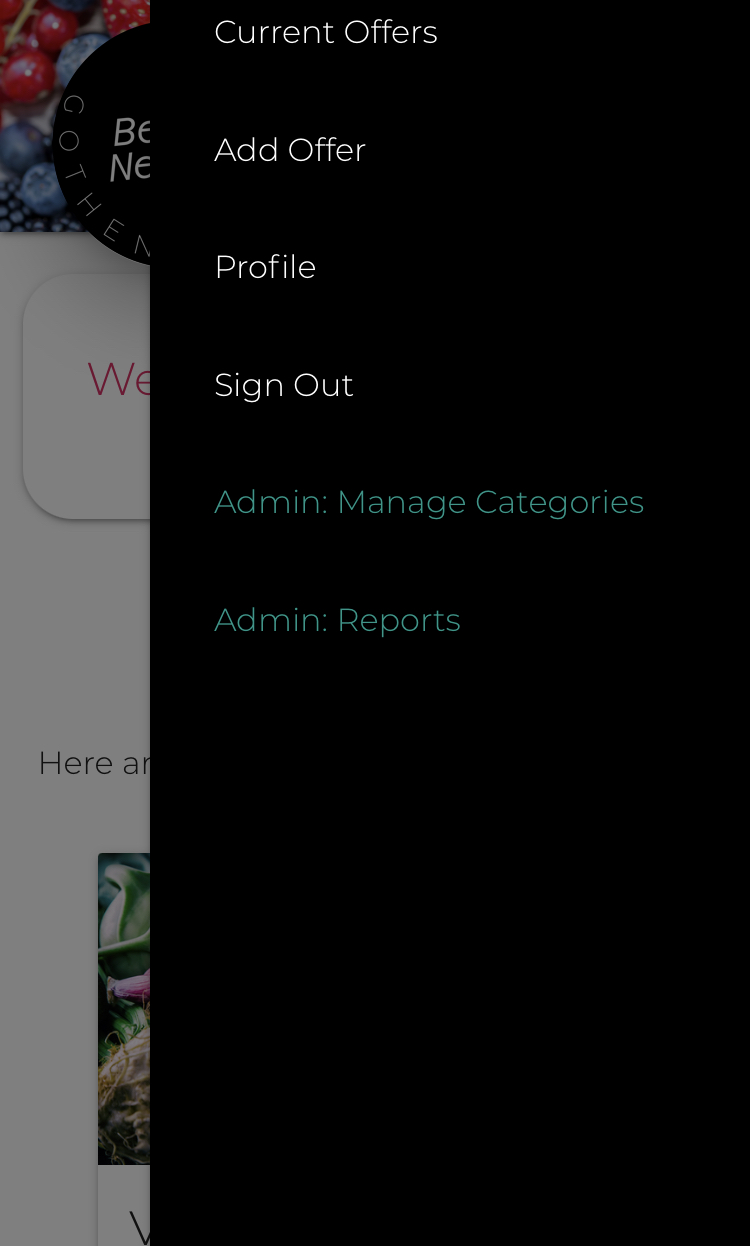 Current Offers
Add Offer
Profile
Sign Out
Admin: Manage Categories
Admin: Reports
Be
Ne
GOTHEN
We
Here ar